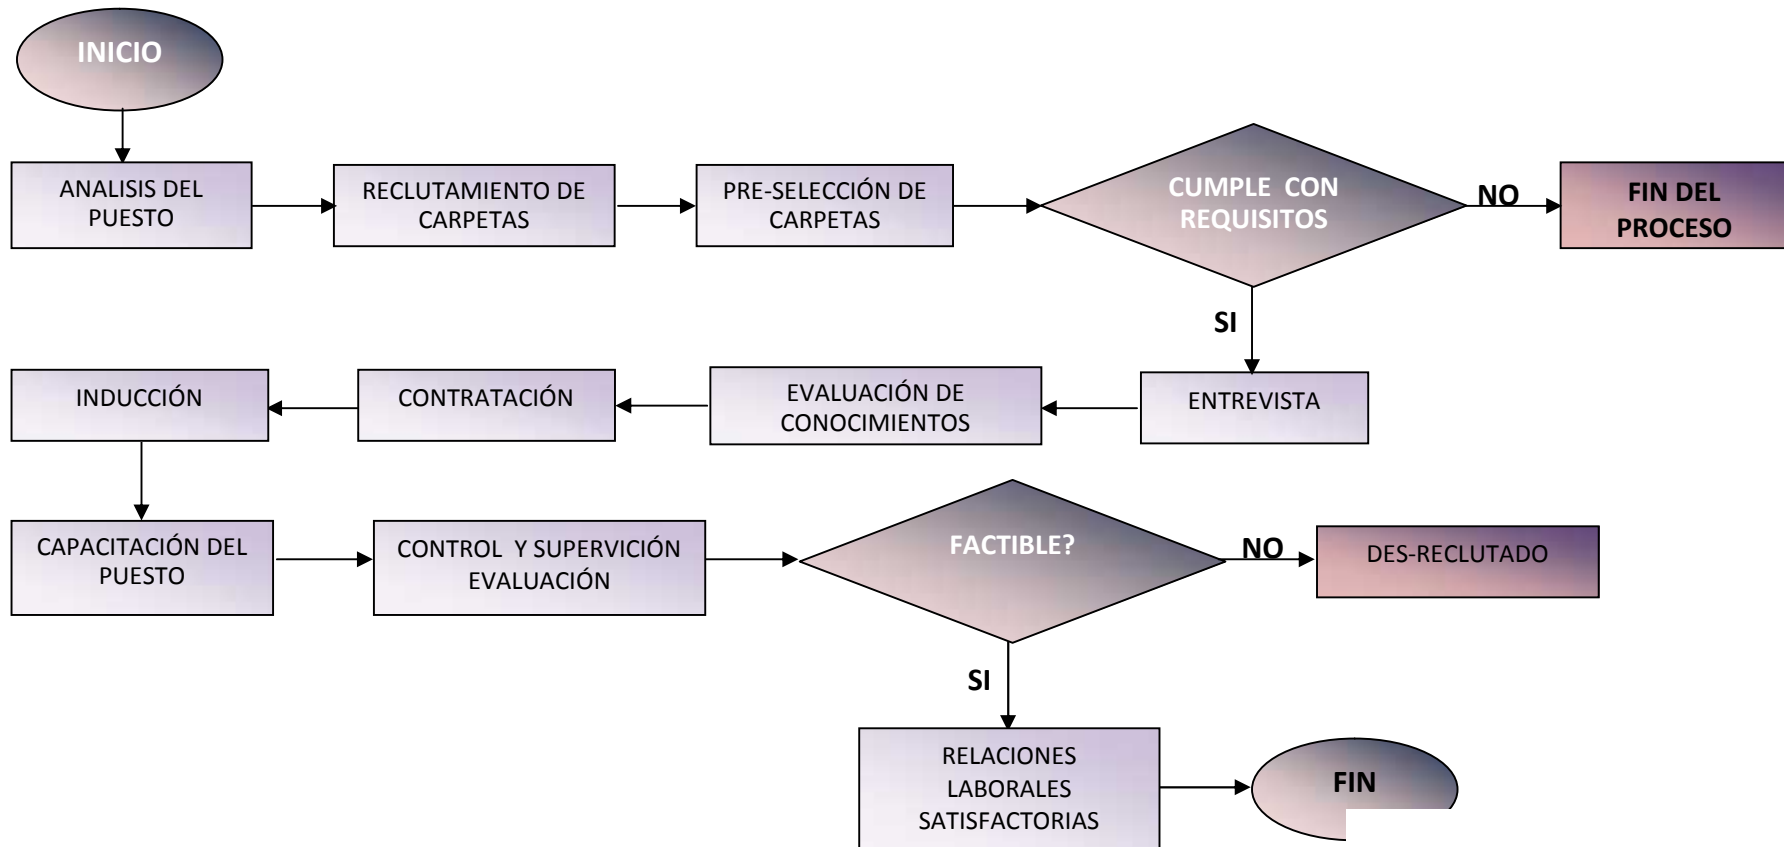 INICIO
ANALISIS DEL
PUESTO
RECLUTAMIENTO DE
CARPETAS
PRE-SELECCIÓN DE
CARPETAS
CUMPLE CON
REQUISITOS
NO
FIN DEL
PROCESO
SI
INDUCCIÓN
CONTRATACIÓN
EVALUACIÓN DE
CONOCIMIENTOS
ENTREVISTA
CAPACITACIÓN DEL
PUESTO
CONTROL Y SUPERVICIÓN
EVALUACIÓN
FACTIBLE?
NO
DES-RECLUTADO
SI
RELACIONES
LABORALES
SATISFACTORIAS
FIN